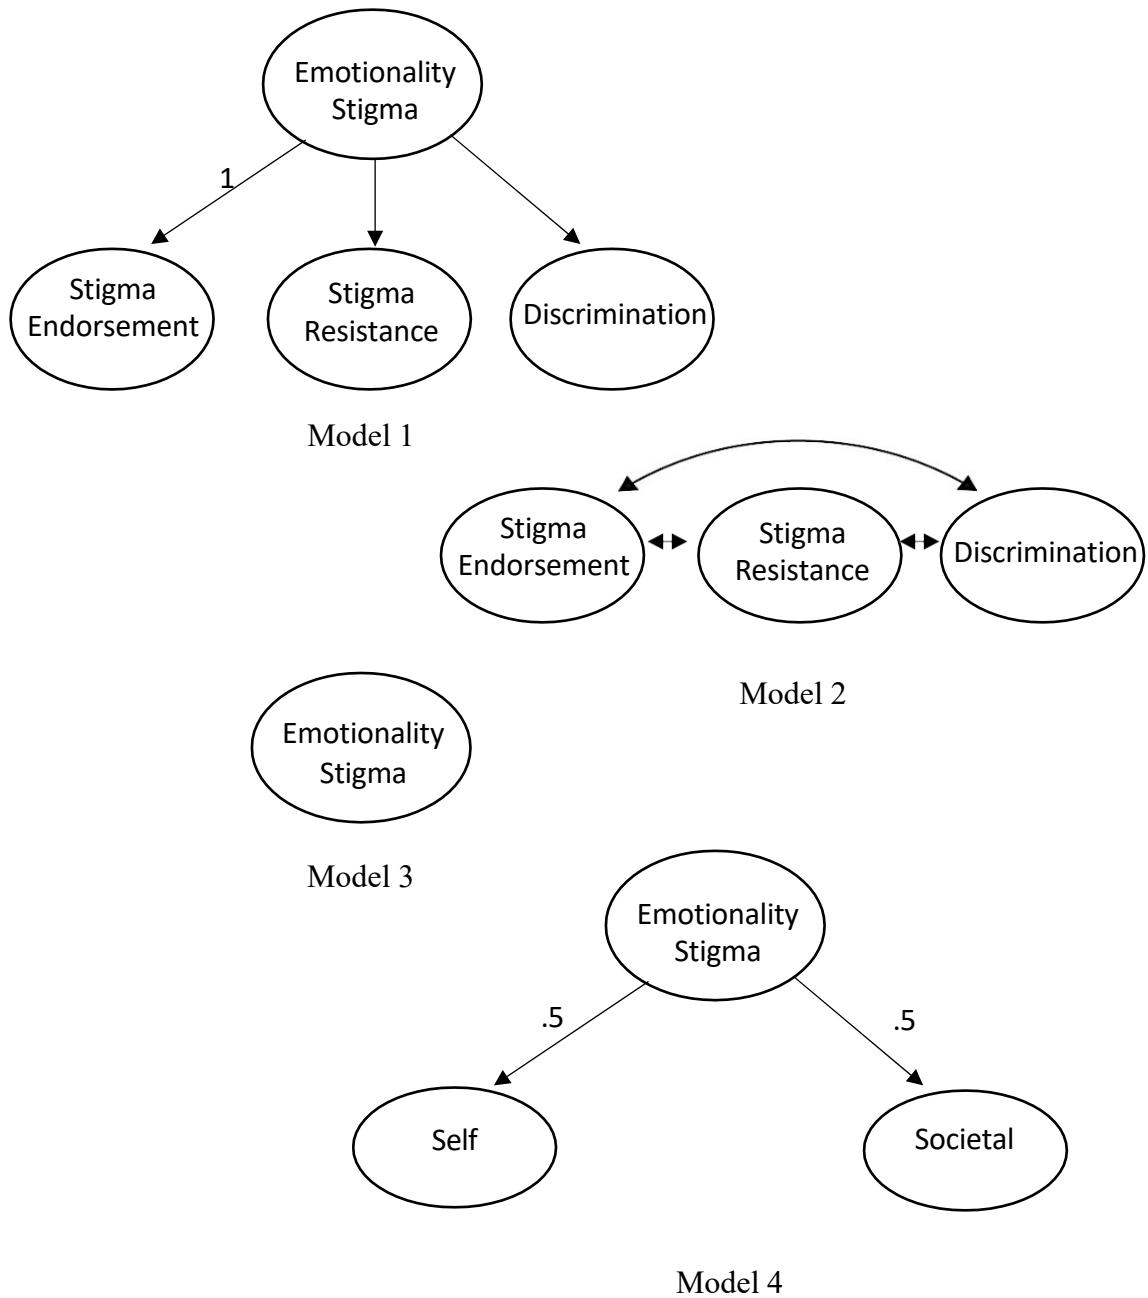 Emotionality
Stigma
1
Stigma
Endorsement
Stigma
Resistance
Discrimination
Model 1
Stigma
Endorsement
Stigma
Resistance
Discrimination
Model 2
Emotionality
Stigma
Model 3
Emotionality
Stigma
.5
.5
Self
Societal
Model 4